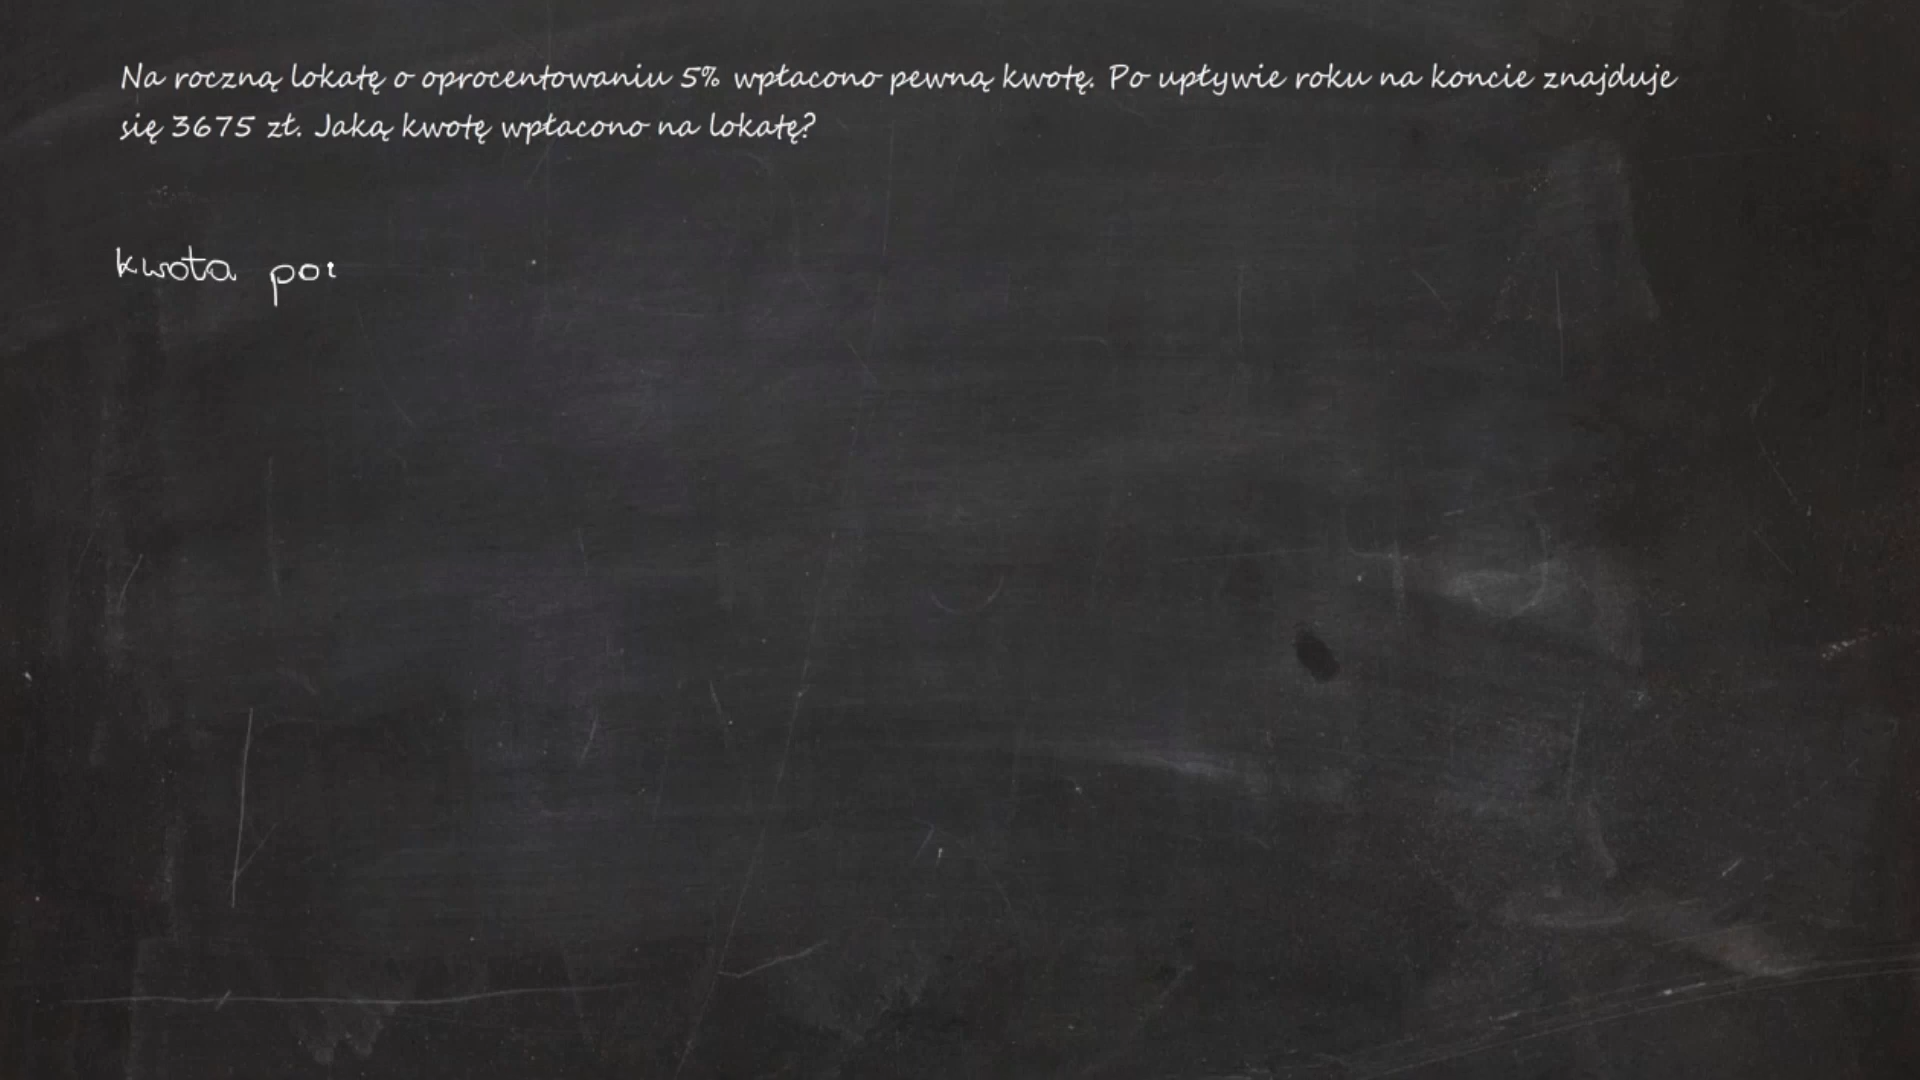 Na roczną lokatę o oprocentowaniu 5% wpłacono pewną kwotę. Po upływie roku na koncie znajduje
się 3675 zł. Jaką kwotę wpłacono na lokatę?
kwota